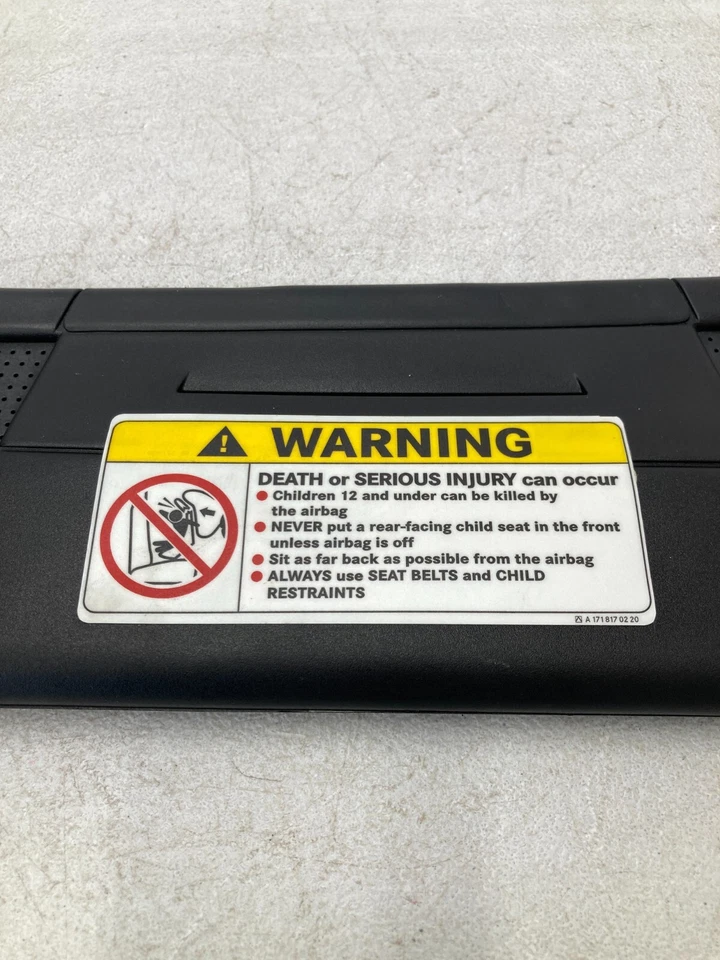 WARNING
DEATH or SERIOUS INJURY can occur
● Children 12 and under can be killed by
the airbag
● NEVER put a rear-facing child seat in the front
unless airbag is off
● Sit as far back as possible from the airbag
● ALWAYS use SEAT BELTS and CHILD
RESTRAINTS
A 171 817 02 20